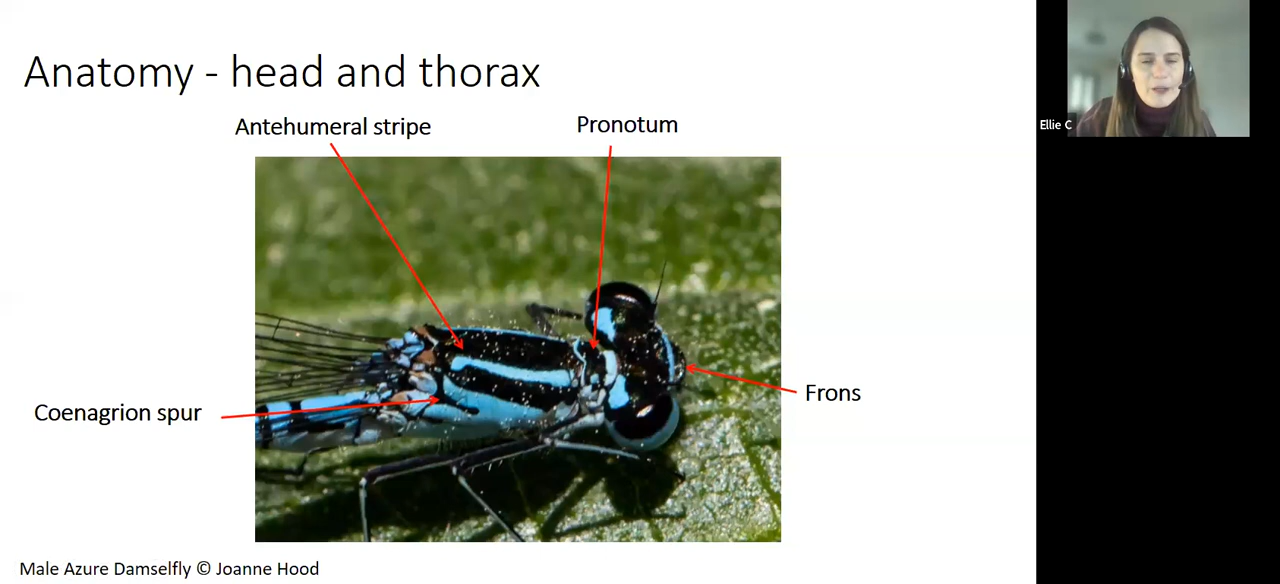 Anatomy - head and thorax
Antehumeral stripe
Pronotum
Ellie C
Frons
Coenagrion spur
Male Azure Damselfly © Joanne Hood